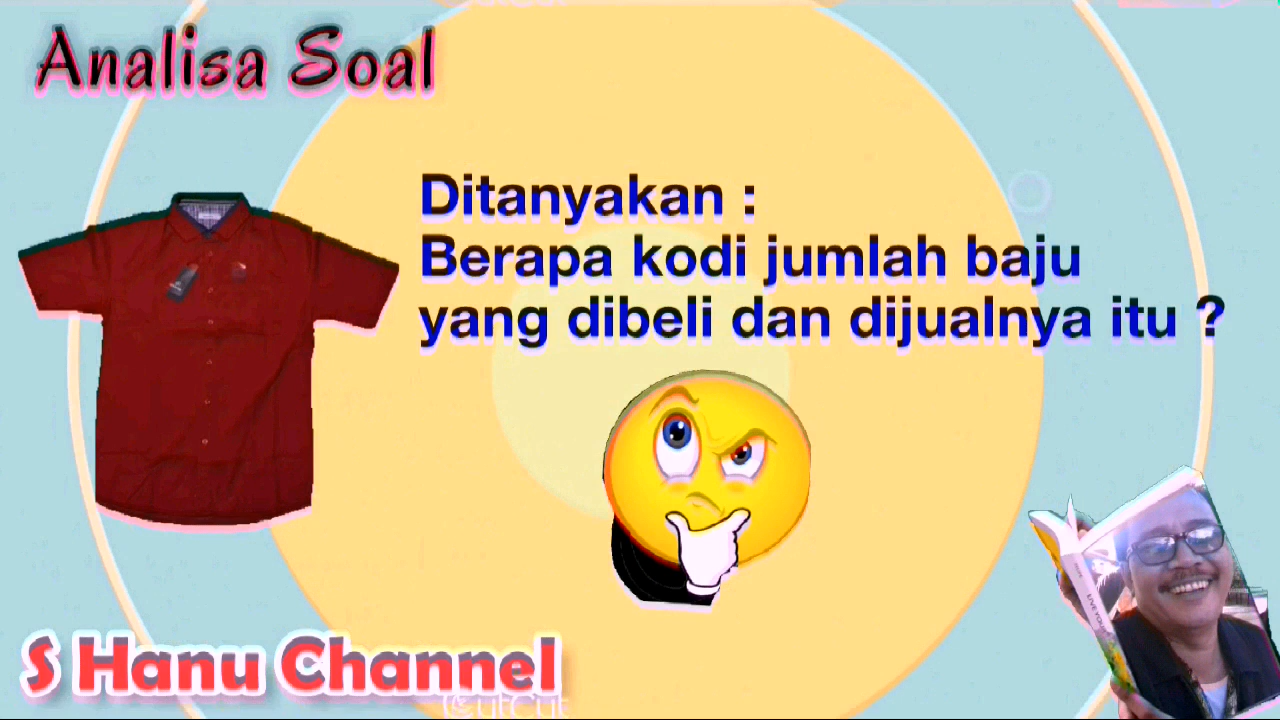 Analisa Soal
Ditanyakan :
Berapa kodi jumlah baju
yang dibeli dan dijualnya itu ?
S Hanu Channel